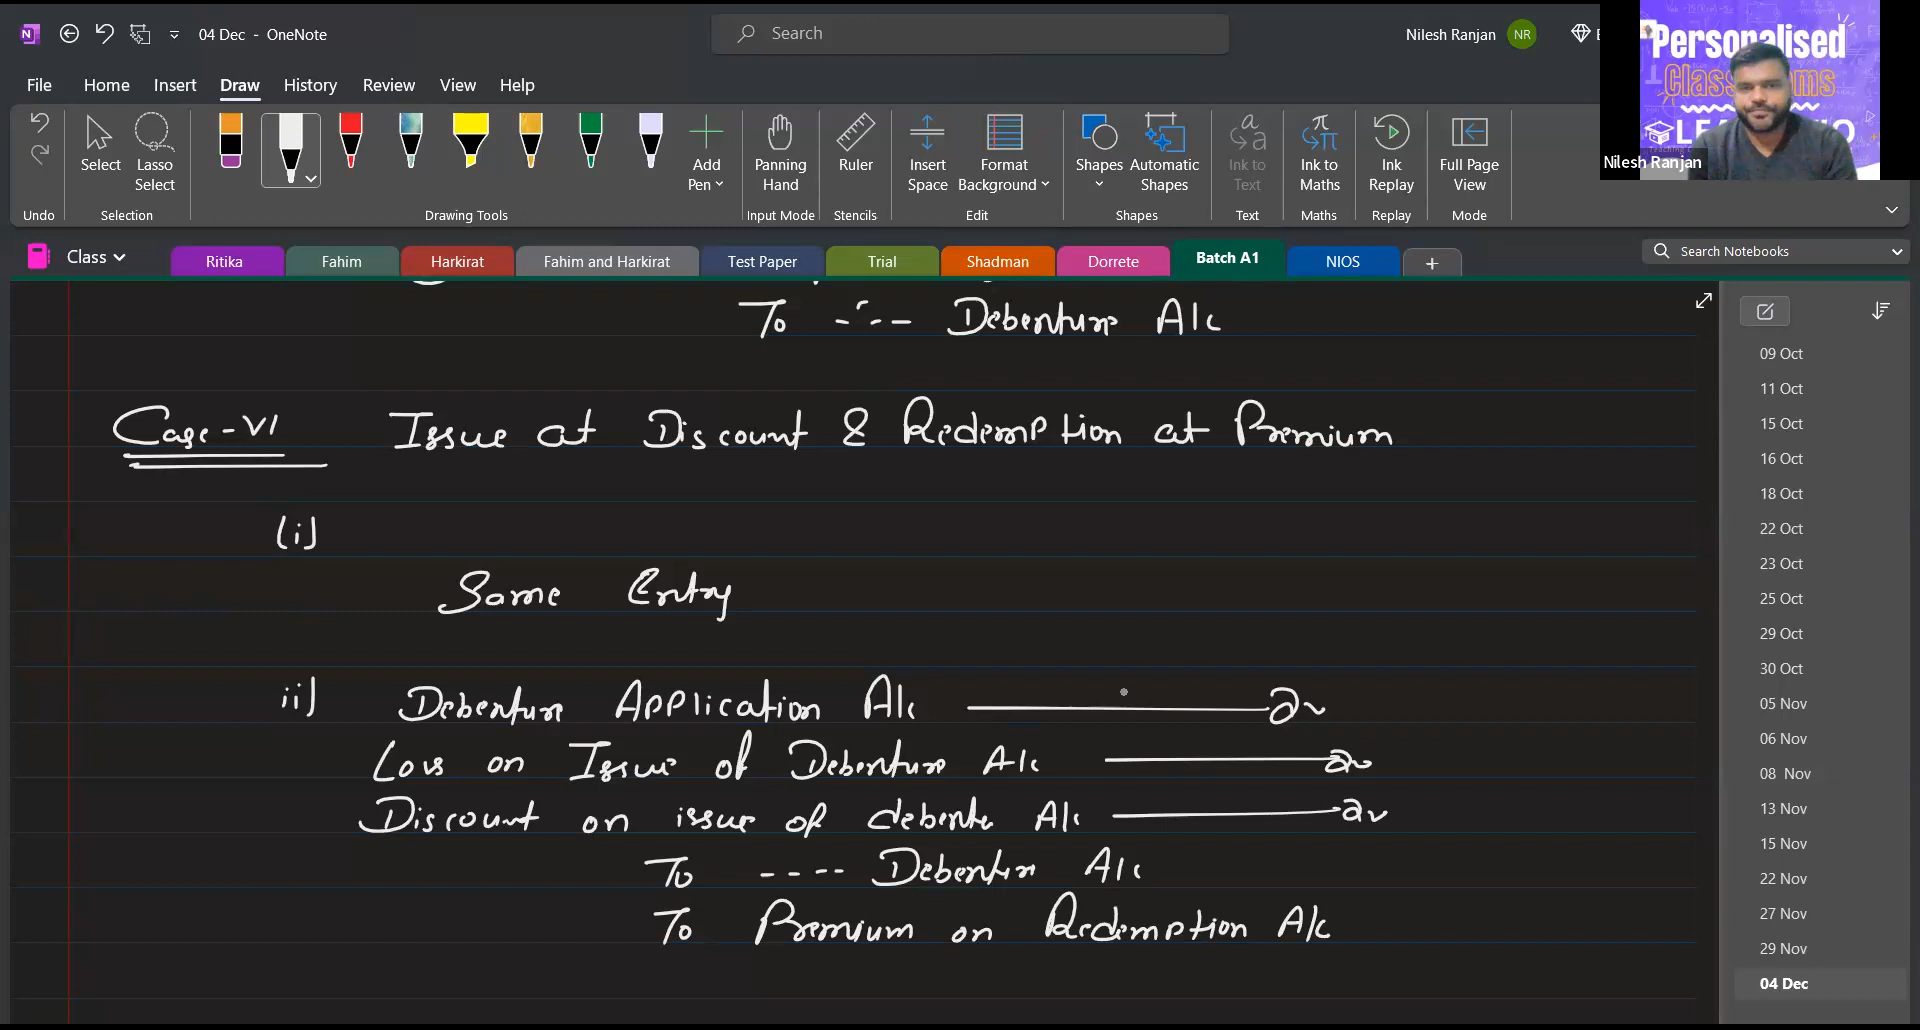 04 Dec - OneNote
Search
Nilesh Ranjan NR
Personalised
Nilesh Ranjan
File Home Insert Draw History Review View Help
Undo
Select
Lasso Select
Selection
Drawing Tools
Add Pen
Panning Hand
Input Mode
Ruler
Stencils
Insert Space
Format Background
Edit
Shapes
Automatic Shapes
Shapes
Ink to Text
Text
Ink to Maths
Maths
Ink Replay
Replay
Full Page View
Mode
Class
Ritika Fahim Harkirat Fahim and Harkirat Test Paper Trial Shadman Dorrete Batch A1 NIOS +
Search Notebooks
To ---- Debenture A/c
Case-VI Issue at Discount & Redemption at Premium
(i)
Same Entry
ii) Debenture Application A/c Dr
Loss on Issue of Debenture A/c Dr
Discount on issue of debente A/c Dr
To ---- Debenture A/c
To Premium on Redemption A/c
09 Oct
11 Oct
15 Oct
16 Oct
18 Oct
22 Oct
23 Oct
25 Oct
29 Oct
30 Oct
05 Nov
06 Nov
08 Nov
13 Nov
15 Nov
22 Nov
27 Nov
29 Nov
04 Dec